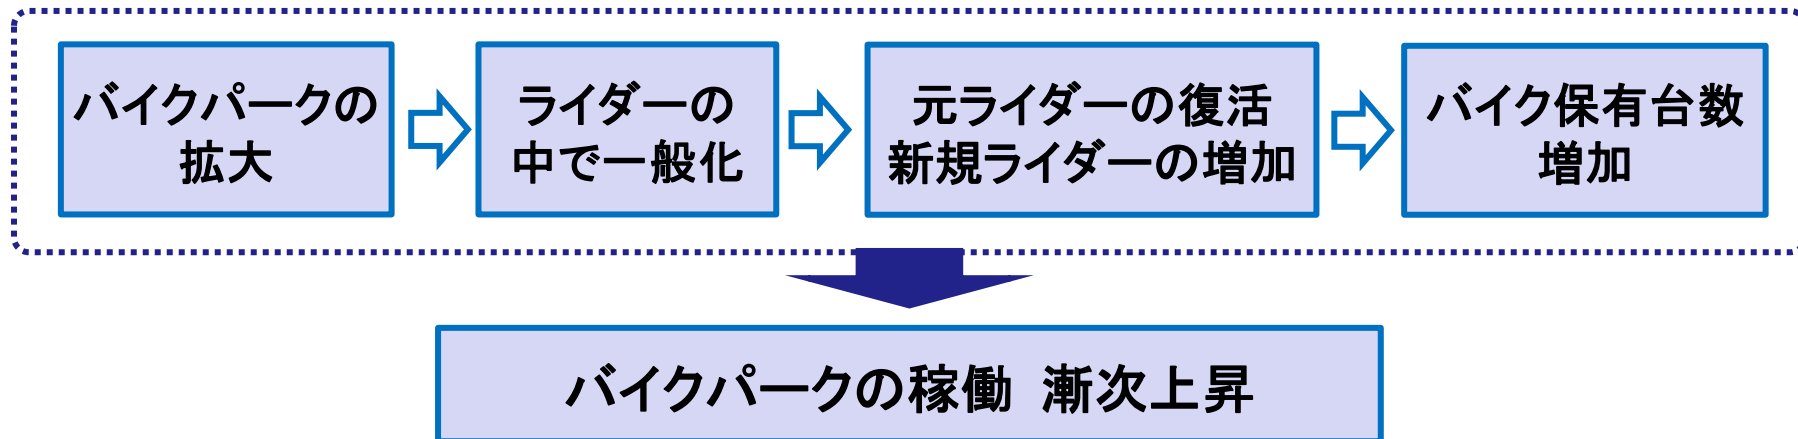 バイクパークの
拡大
ライダーの
中で一般化
元ライダーの復活
新規ライダーの増加
バイク保有台数
増加
バイクパークの稼働 漸次上昇